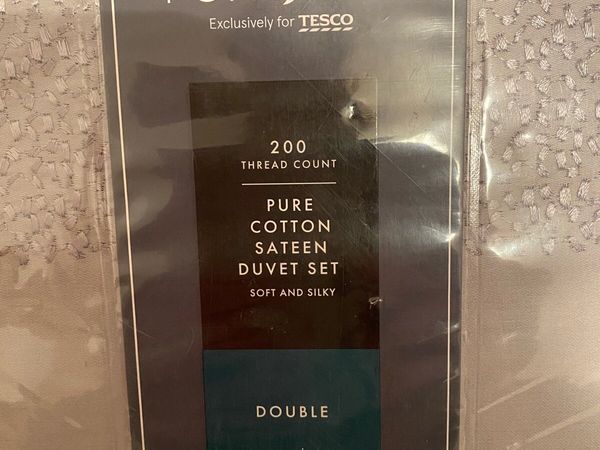 Exclusively for TESCO
200
THREAD COUNT
PURE
COTTON
SATEEN
DUVET SET
SOFT AND SILKY
DOUBLE